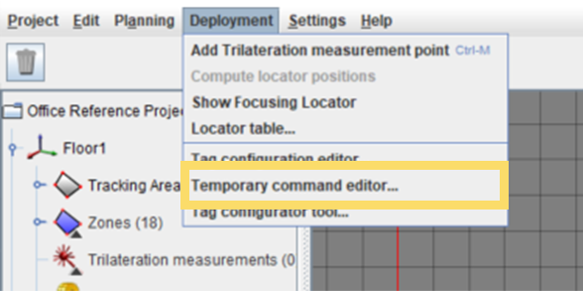 Project Edit Planning Deployment Settings Help
Add Trilateration measurement point Ctrl-M
Compute locator positions
Show Focusing Locator
Locator table...
Tag configuration editor
Temporary command editor...
Tag configurator tool...
Office Reference Proje
Floor1
Tracking Area
Zones (18)
Trilateration measurements (0